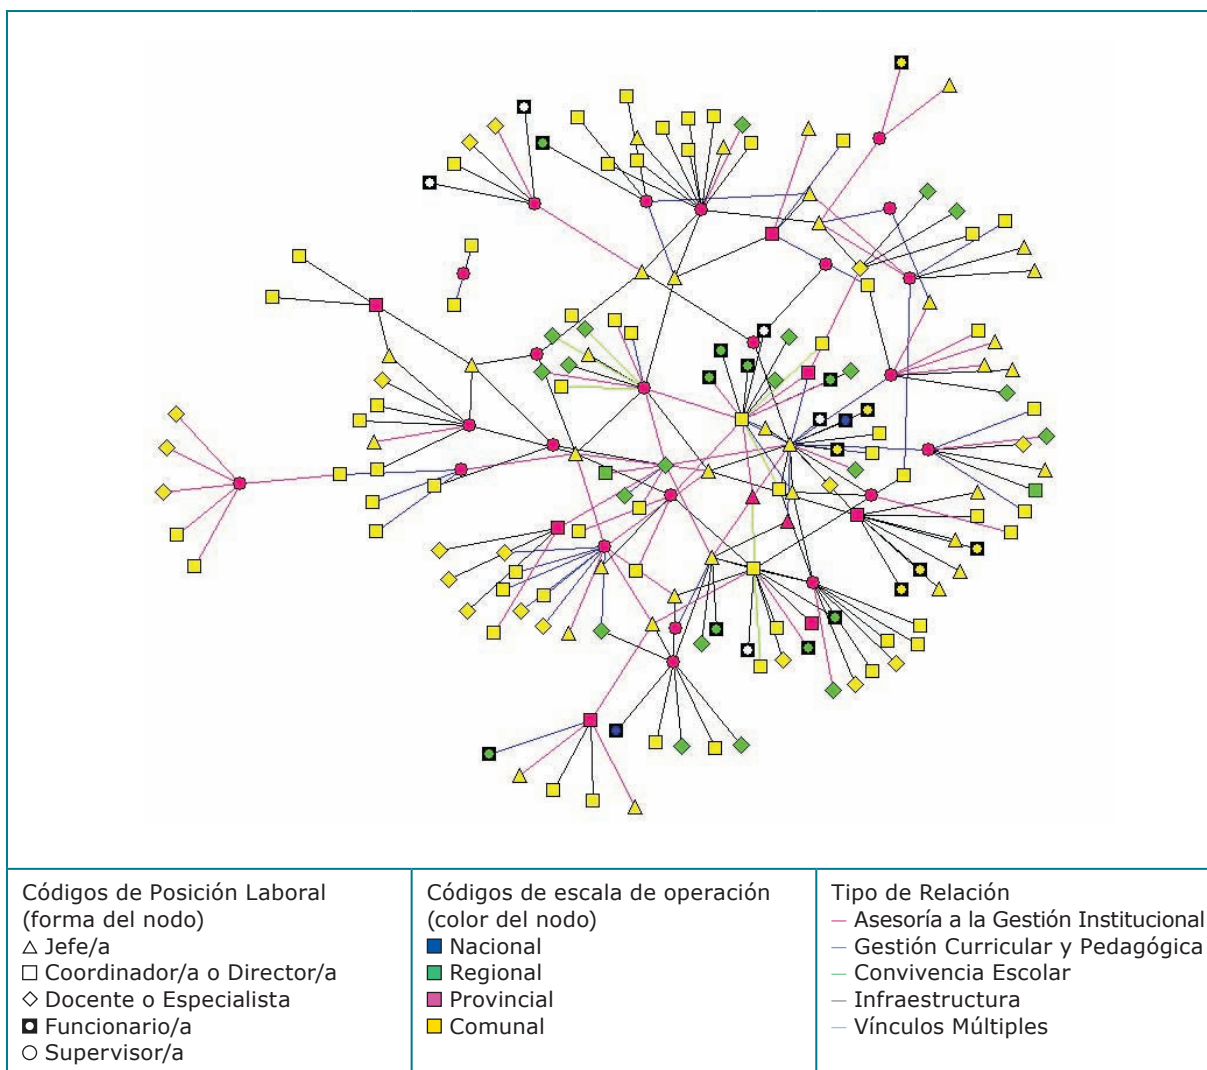 Códigos de Posición Laboral
(forma del nodo)
Jefe/a
Coordinador/a o Director/a
Docente o Especialista
Funcionario/a
Supervisor/a
Códigos de escala de operación
(color del nodo)
Nacional
Regional
Provincial
Comunal
Tipo de Relación
Asesoría a la Gestión Institucional
Gestión Curricular y Pedagógica
Convivencia Escolar
Infraestructura
Vínculos Múltiples